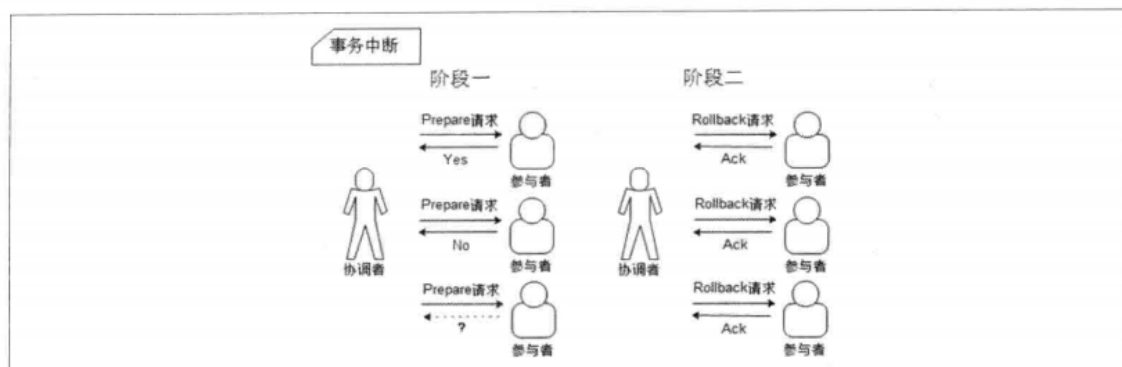 事务中断
阶段一
阶段二
Prepare请求
Yes
参与者
Prepare请求
No
参与者
协调者
Prepare请求
?
参与者
Rollback请求
Ack
参与者
Rollback请求
Ack
参与者
协调者
Rollback请求
Ack
参与者